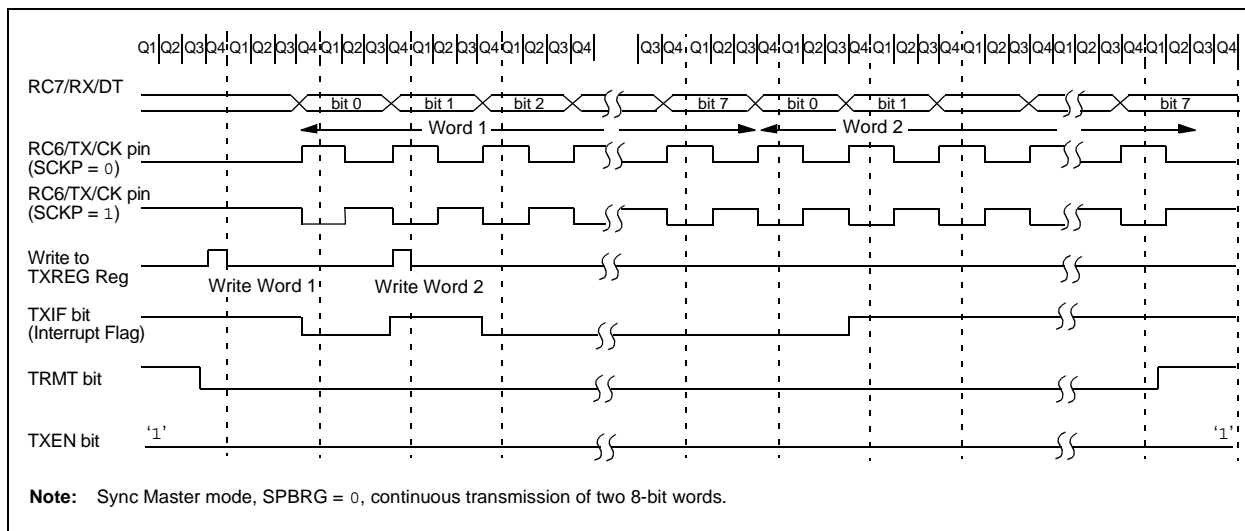 Q1 Q2 Q3 Q4 Q1 Q2 Q3 Q4 Q1 Q2 Q3 Q4 Q1 Q2 Q3 Q4 Q1 Q2 Q3 Q4 Q3 Q4 Q1 Q2 Q3 Q4 Q1 Q2 Q3 Q4 Q1 Q2 Q3 Q4 Q1 Q2 Q3 Q4 Q1 Q2 Q3 Q4
RC7/RX/DT
bit 0 bit 1 bit 2 bit 7 bit 0 bit 1 bit 7
Word 1 Word 2
RC6/TX/CK pin
(SCKP = 0)
RC6/TX/CK pin
(SCKP = 1)
Write to
TXREG Reg
Write Word 1 Write Word 2
TXIF bit
(Interrupt Flag)
TRMT bit
TXEN bit
‘1’ ‘1’
Note: Sync Master mode, SPBRG = 0, continuous transmission of two 8-bit words.